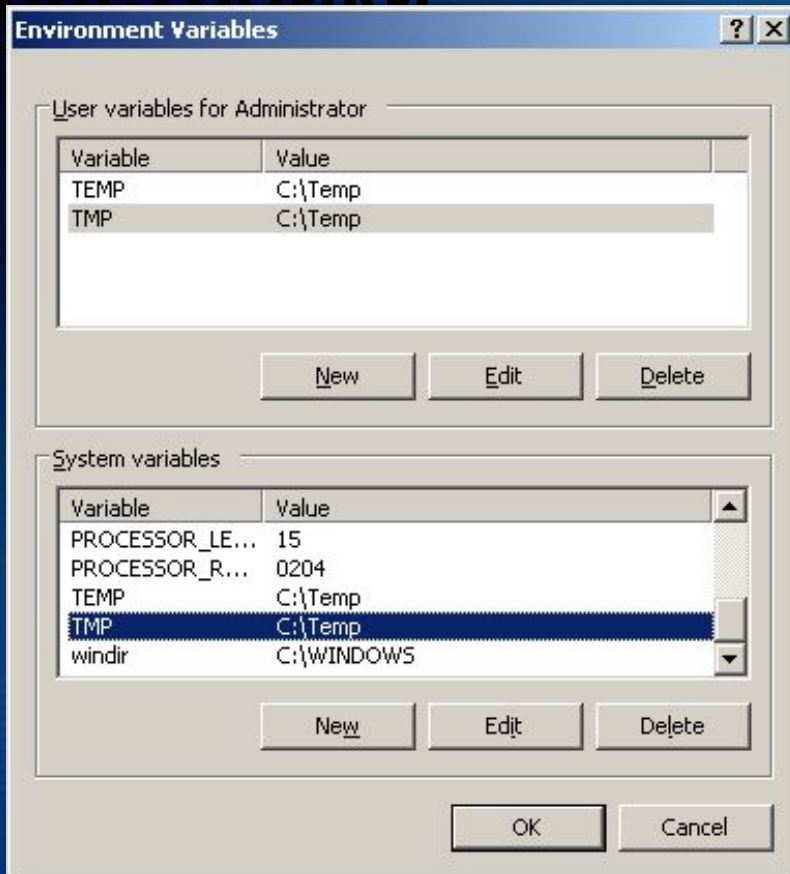 Environment Variables
User variables for Administrator
Variable Value
TEMP C:\Temp
TMP C:\Temp
New Edit Delete
System variables
Variable Value
PROCESSOR_LE... 15
PROCESSOR_R... 0204
TEMP C:\Temp
TMP C:\Temp
windir C:\WINDOWS
New Edit Delete
OK Cancel